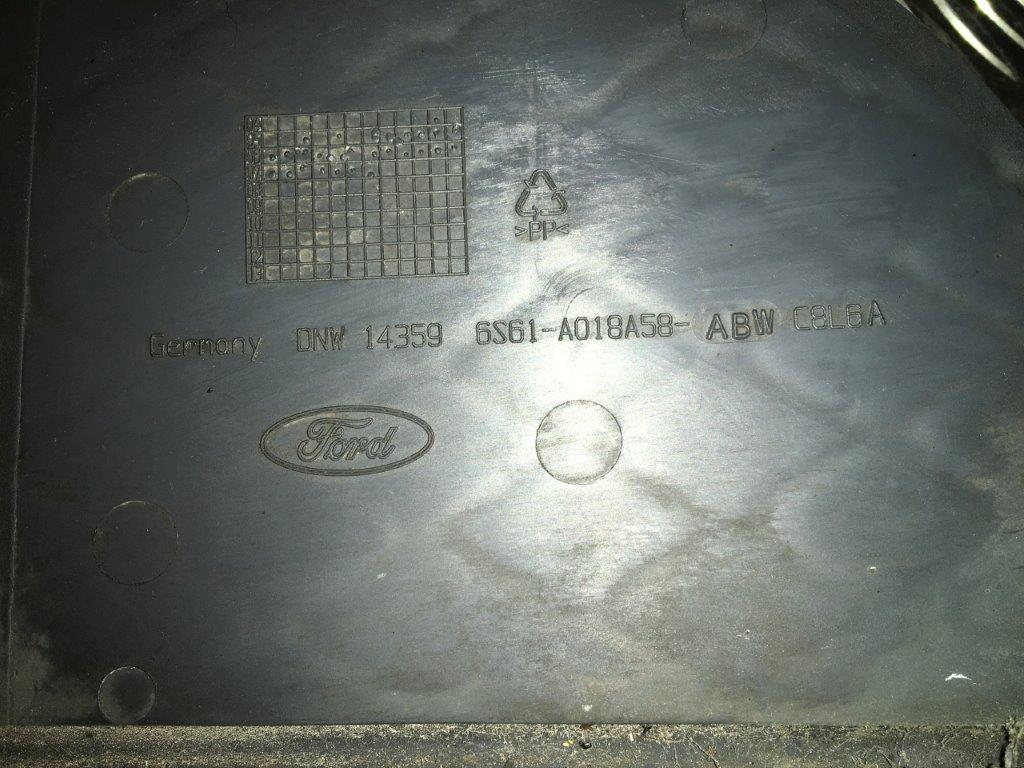 >PP<
Germany DNW 14359 6S61-A018A58-ABW C8L6A
Ford